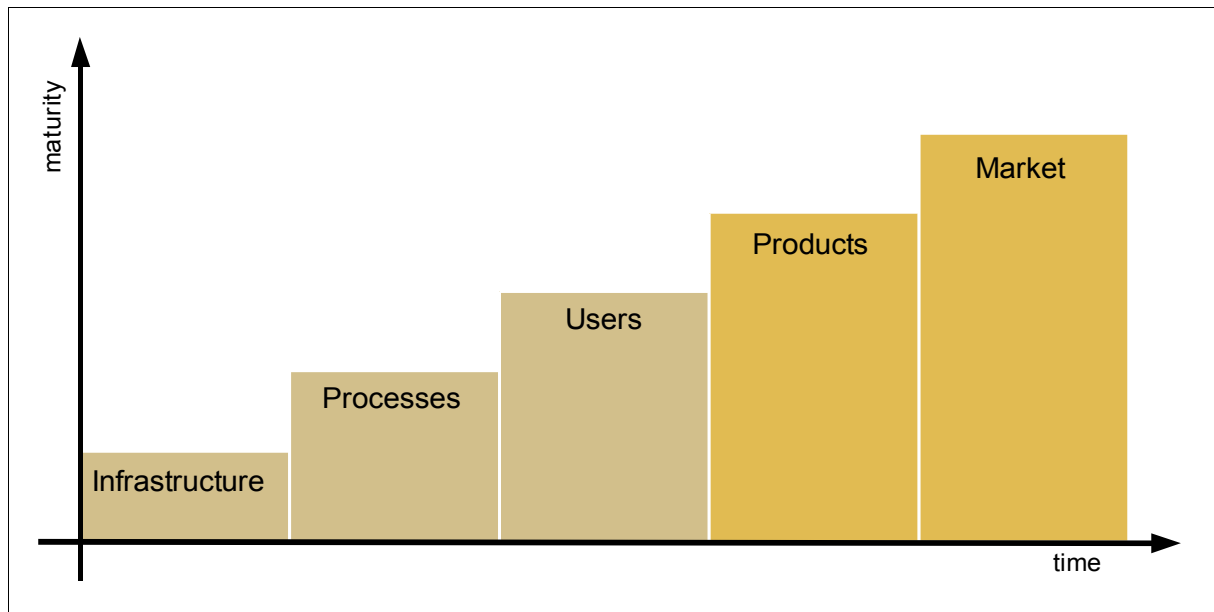 maturity
Market
Products
Users
Processes
Infrastructure
time